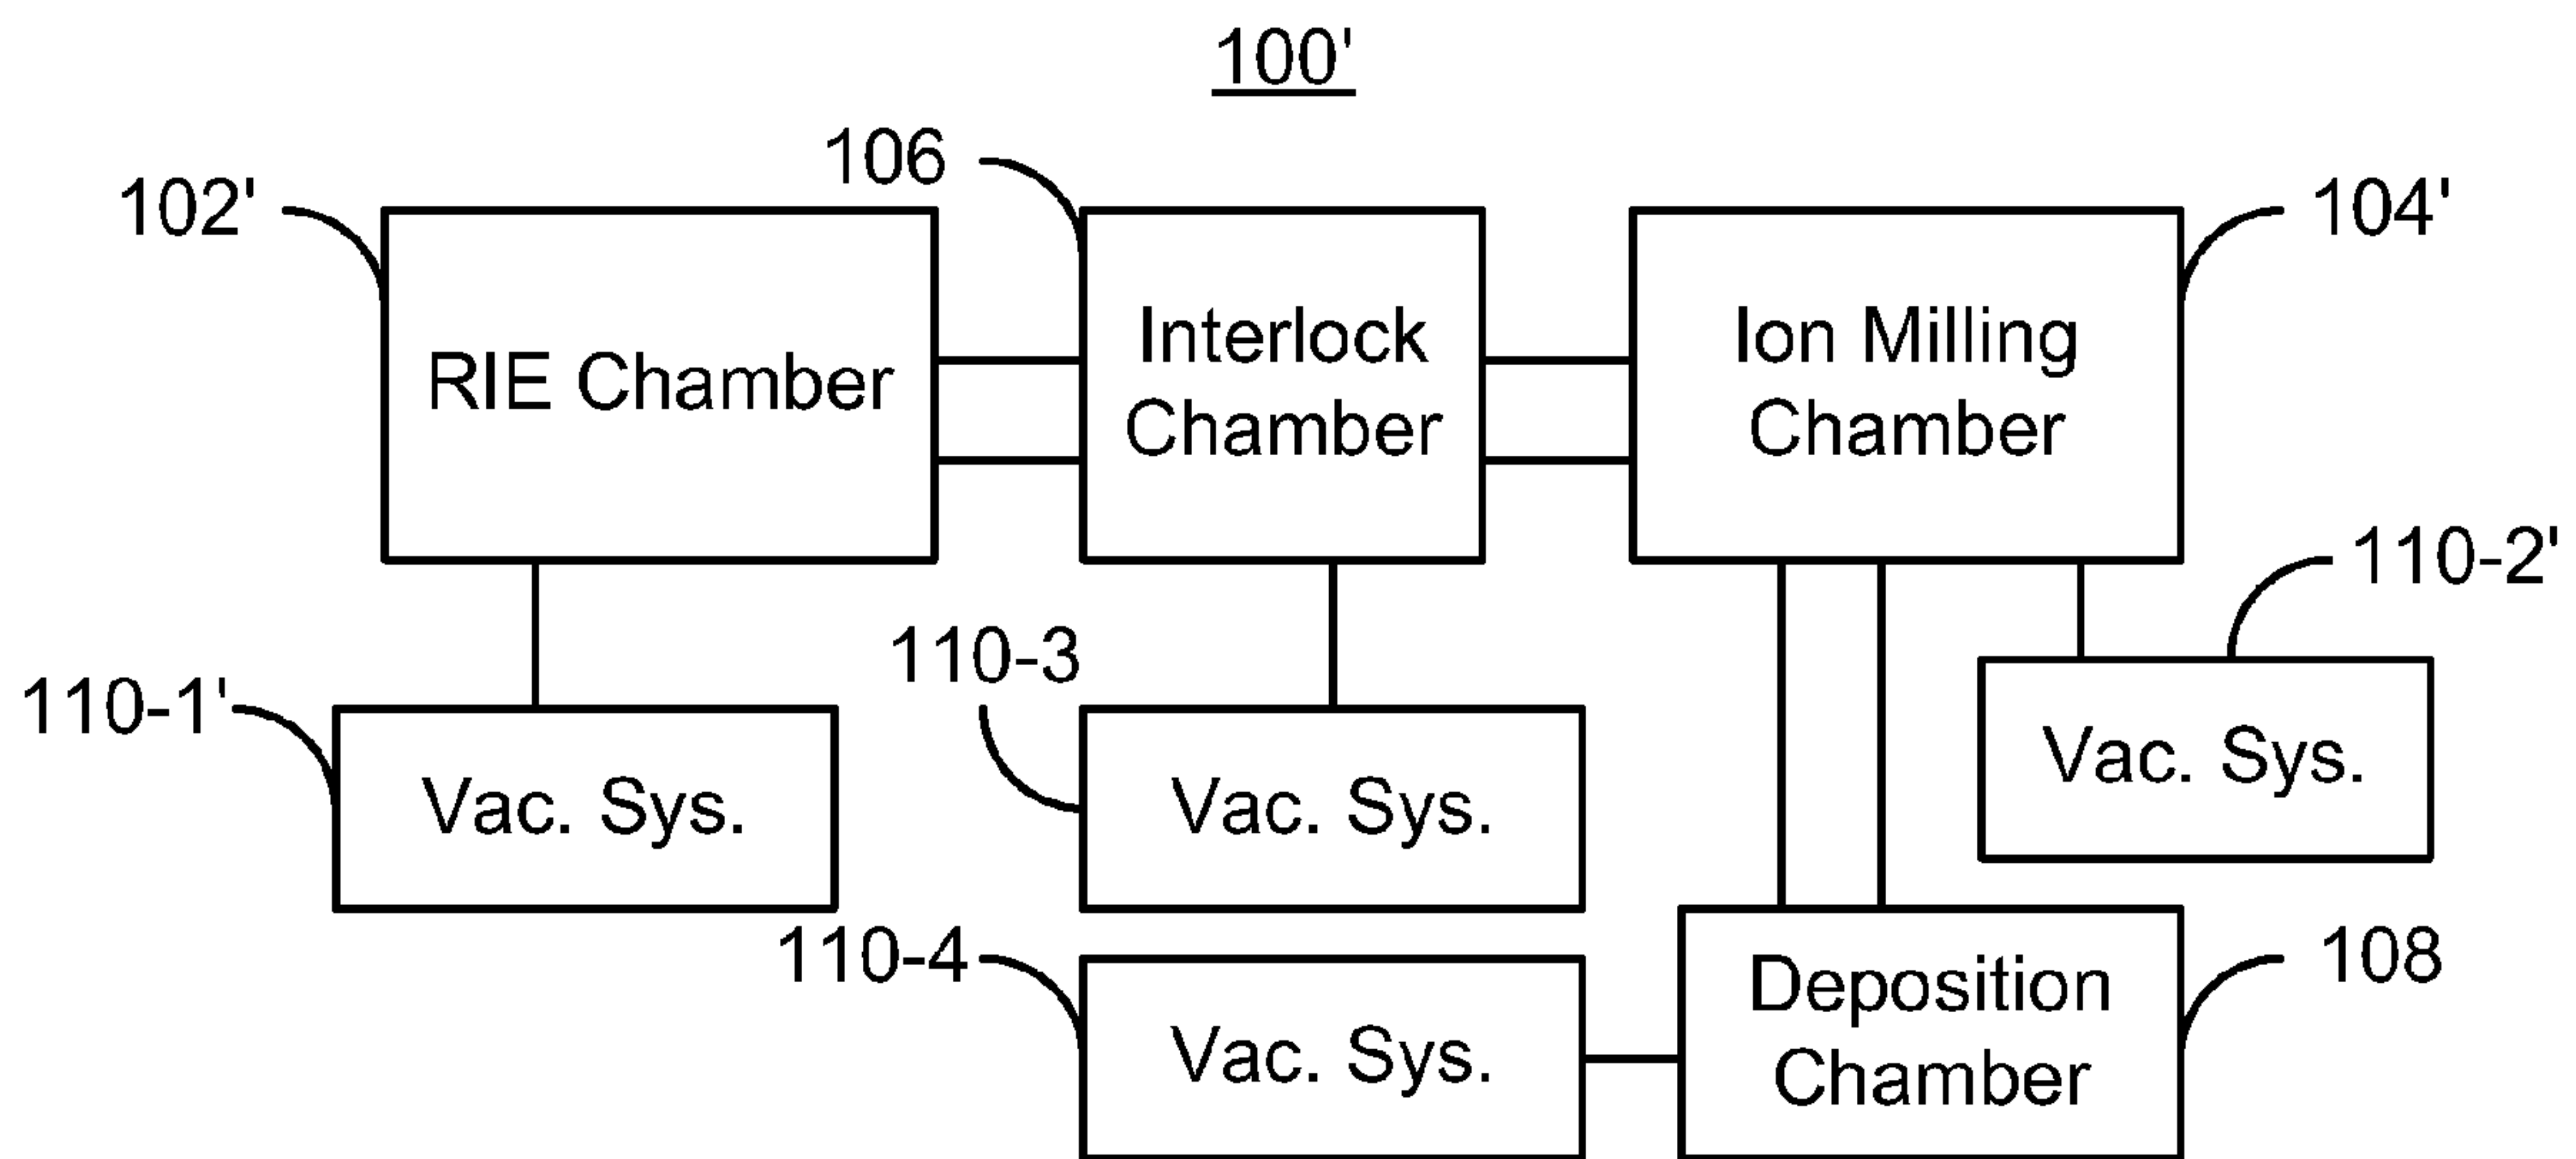 100'
106
102'
104'
RIE Chamber
Interlock
Chamber
Ion Milling
Chamber
110-2'
110-3
110-1'
Vac. Sys.
Vac. Sys.
Vac. Sys.
110-4
108
Vac. Sys.
Deposition
Chamber